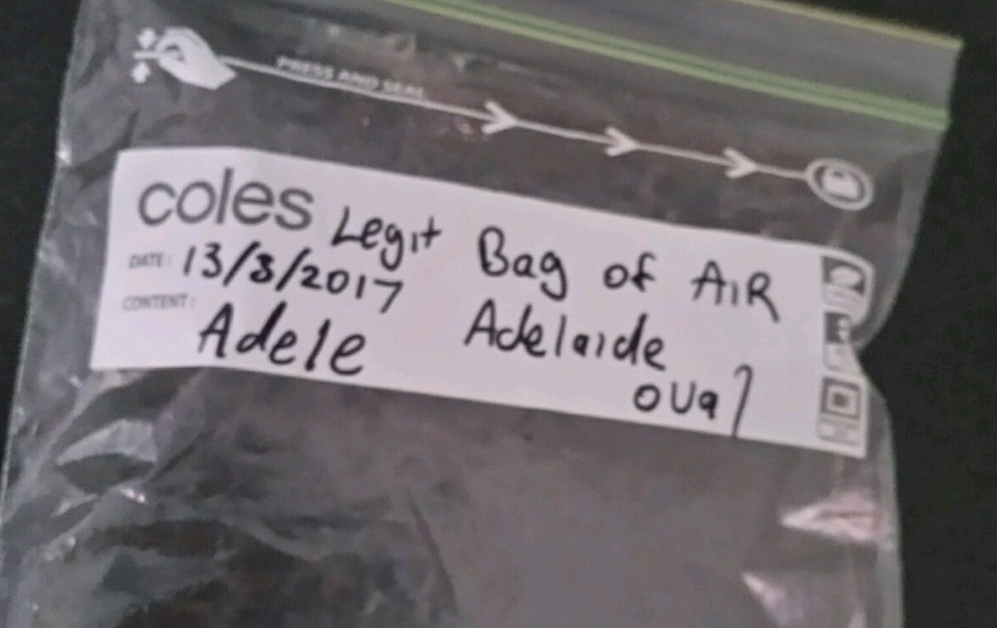 PRESS AND SEAL
coles Legit Bag of AIR
DATE: 13/3/2017
CONTENT: Adele Adelaide
oval